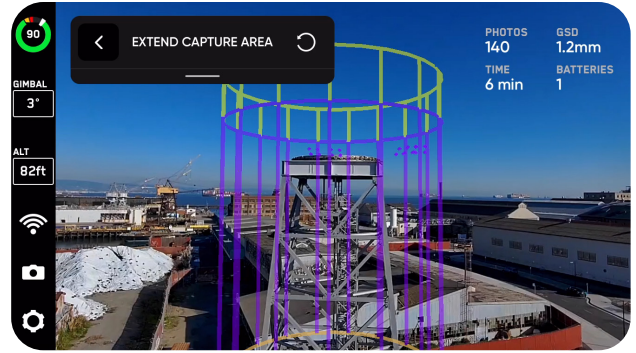 90
EXTEND CAPTURE AREA
PHOTOS
140
GSD
1.2mm
TIME
6 min
BATTERIES
1
GIMBAL
3°
ALT
82ft